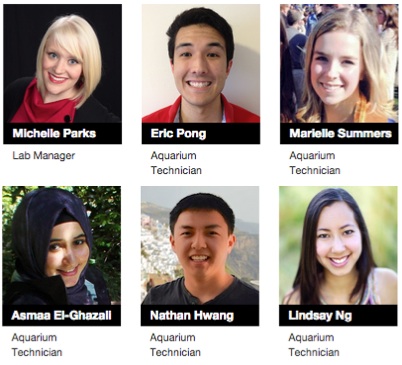 Michelle Parks
Eric Pong
Marielle Summers
Lab Manager
Aquarium
Technician
Aquarium
Technician
Asmaa El-Ghazali
Nathan Hwang
Lindsay Ng
Aquarium
Technician
Aquarium
Technician
Aquarium
Technician